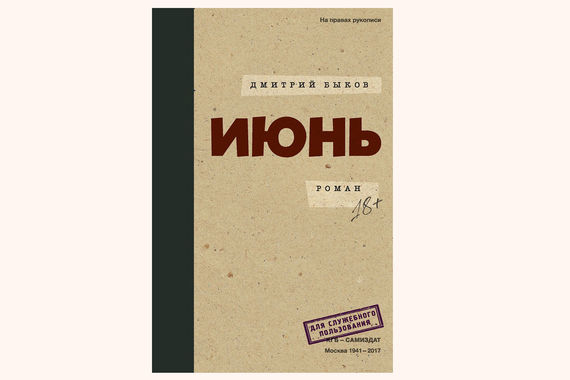 На правах рукописи
ДМИТРИЙ БЫКОВ
ИЮНЬ
РОМАН
18+
ДЛЯ СЛУЖЕБНОГО
ПОЛЬЗОВАНИЯ
– САМИЗДАТ
Москва 1941–2017